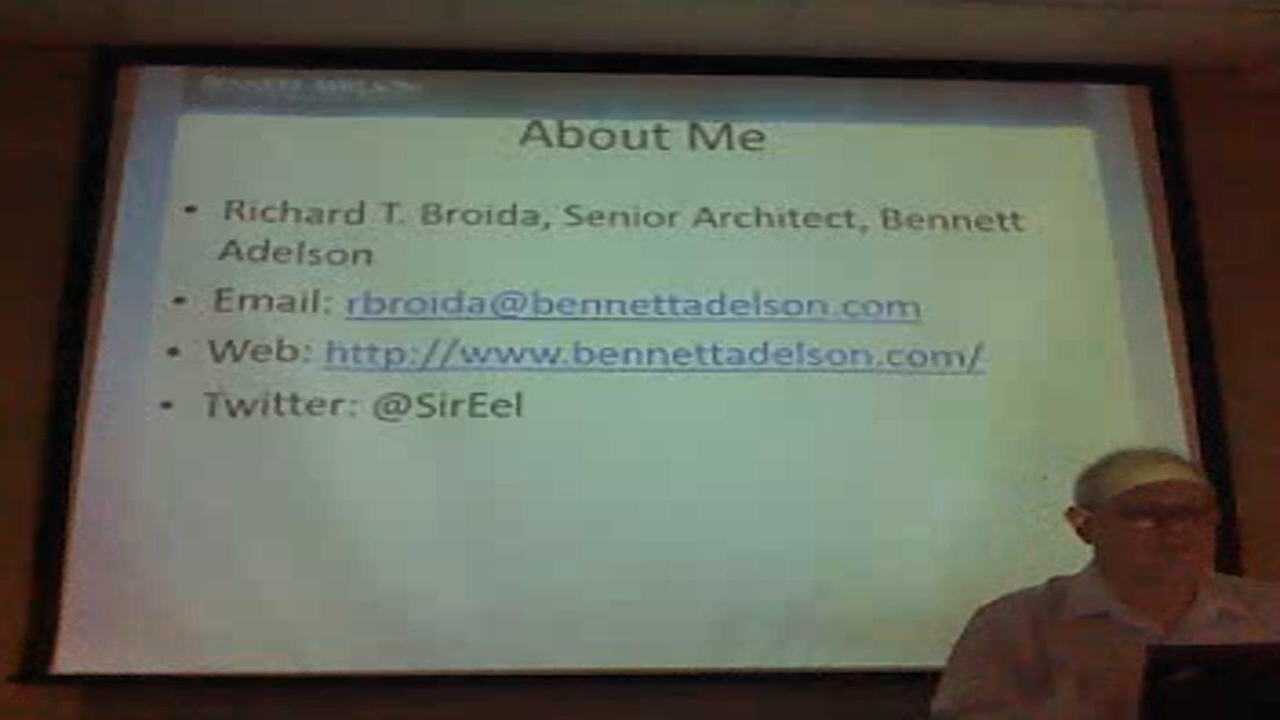 About Me
• Richard T. Broida, Senior Architect, Bennett
Adelson
• Email: rbroida@bennettadelson.com
• Web: http://www.bennettadelson.com/
• Twitter: @SirEel